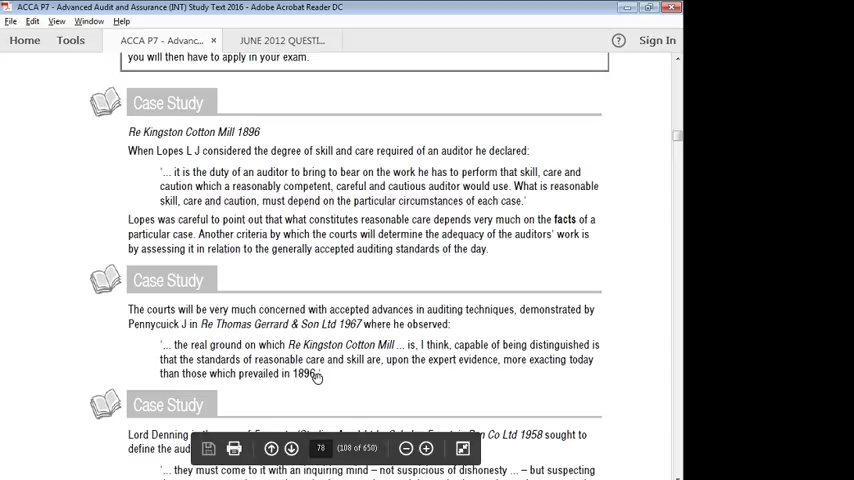 ACCA P7 - Advanced Audit and Assurance (INT) Study Text 2016 - Adobe Acrobat Reader DC
File Edit View Window Help
Home Tools ACCA P7 - Advanc... × JUNE 2012 QUESTI... ? Sign In
you will then have to apply in your exam.
Case Study
Re Kingston Cotton Mill 1896
When Lopes L J considered the degree of skill and care required of an auditor he declared:
'... it is the duty of an auditor to bring to bear on the work he has to perform that skill, care and
caution which a reasonably competent, careful and cautious auditor would use. What is reasonable
skill, care and caution, must depend on the particular circumstances of each case.'
Lopes was careful to point out that what constitutes reasonable care depends very much on the facts of a
particular case. Another criteria by which the courts will determine the adequacy of the auditors' work is
by assessing it in relation to the generally accepted auditing standards of the day.
Case Study
The courts will be very much concerned with accepted advances in auditing techniques, demonstrated by
Pennycuick J in Re Thomas Gerrard & Son Ltd 1967 where he observed:
'... the real ground on which Re Kingston Cotton Mill ... is, I think, capable of being distinguished is
that the standards of reasonable care and skill are, upon the expert evidence, more exacting today
than those which prevailed in 1896.'
Case Study
Lord Denning in the Co Ltd 1958 sought to
define the
78 (108 of 650)
'... they must come to it with an inquiring mind – not suspicious of dishonesty ... – but suspecting